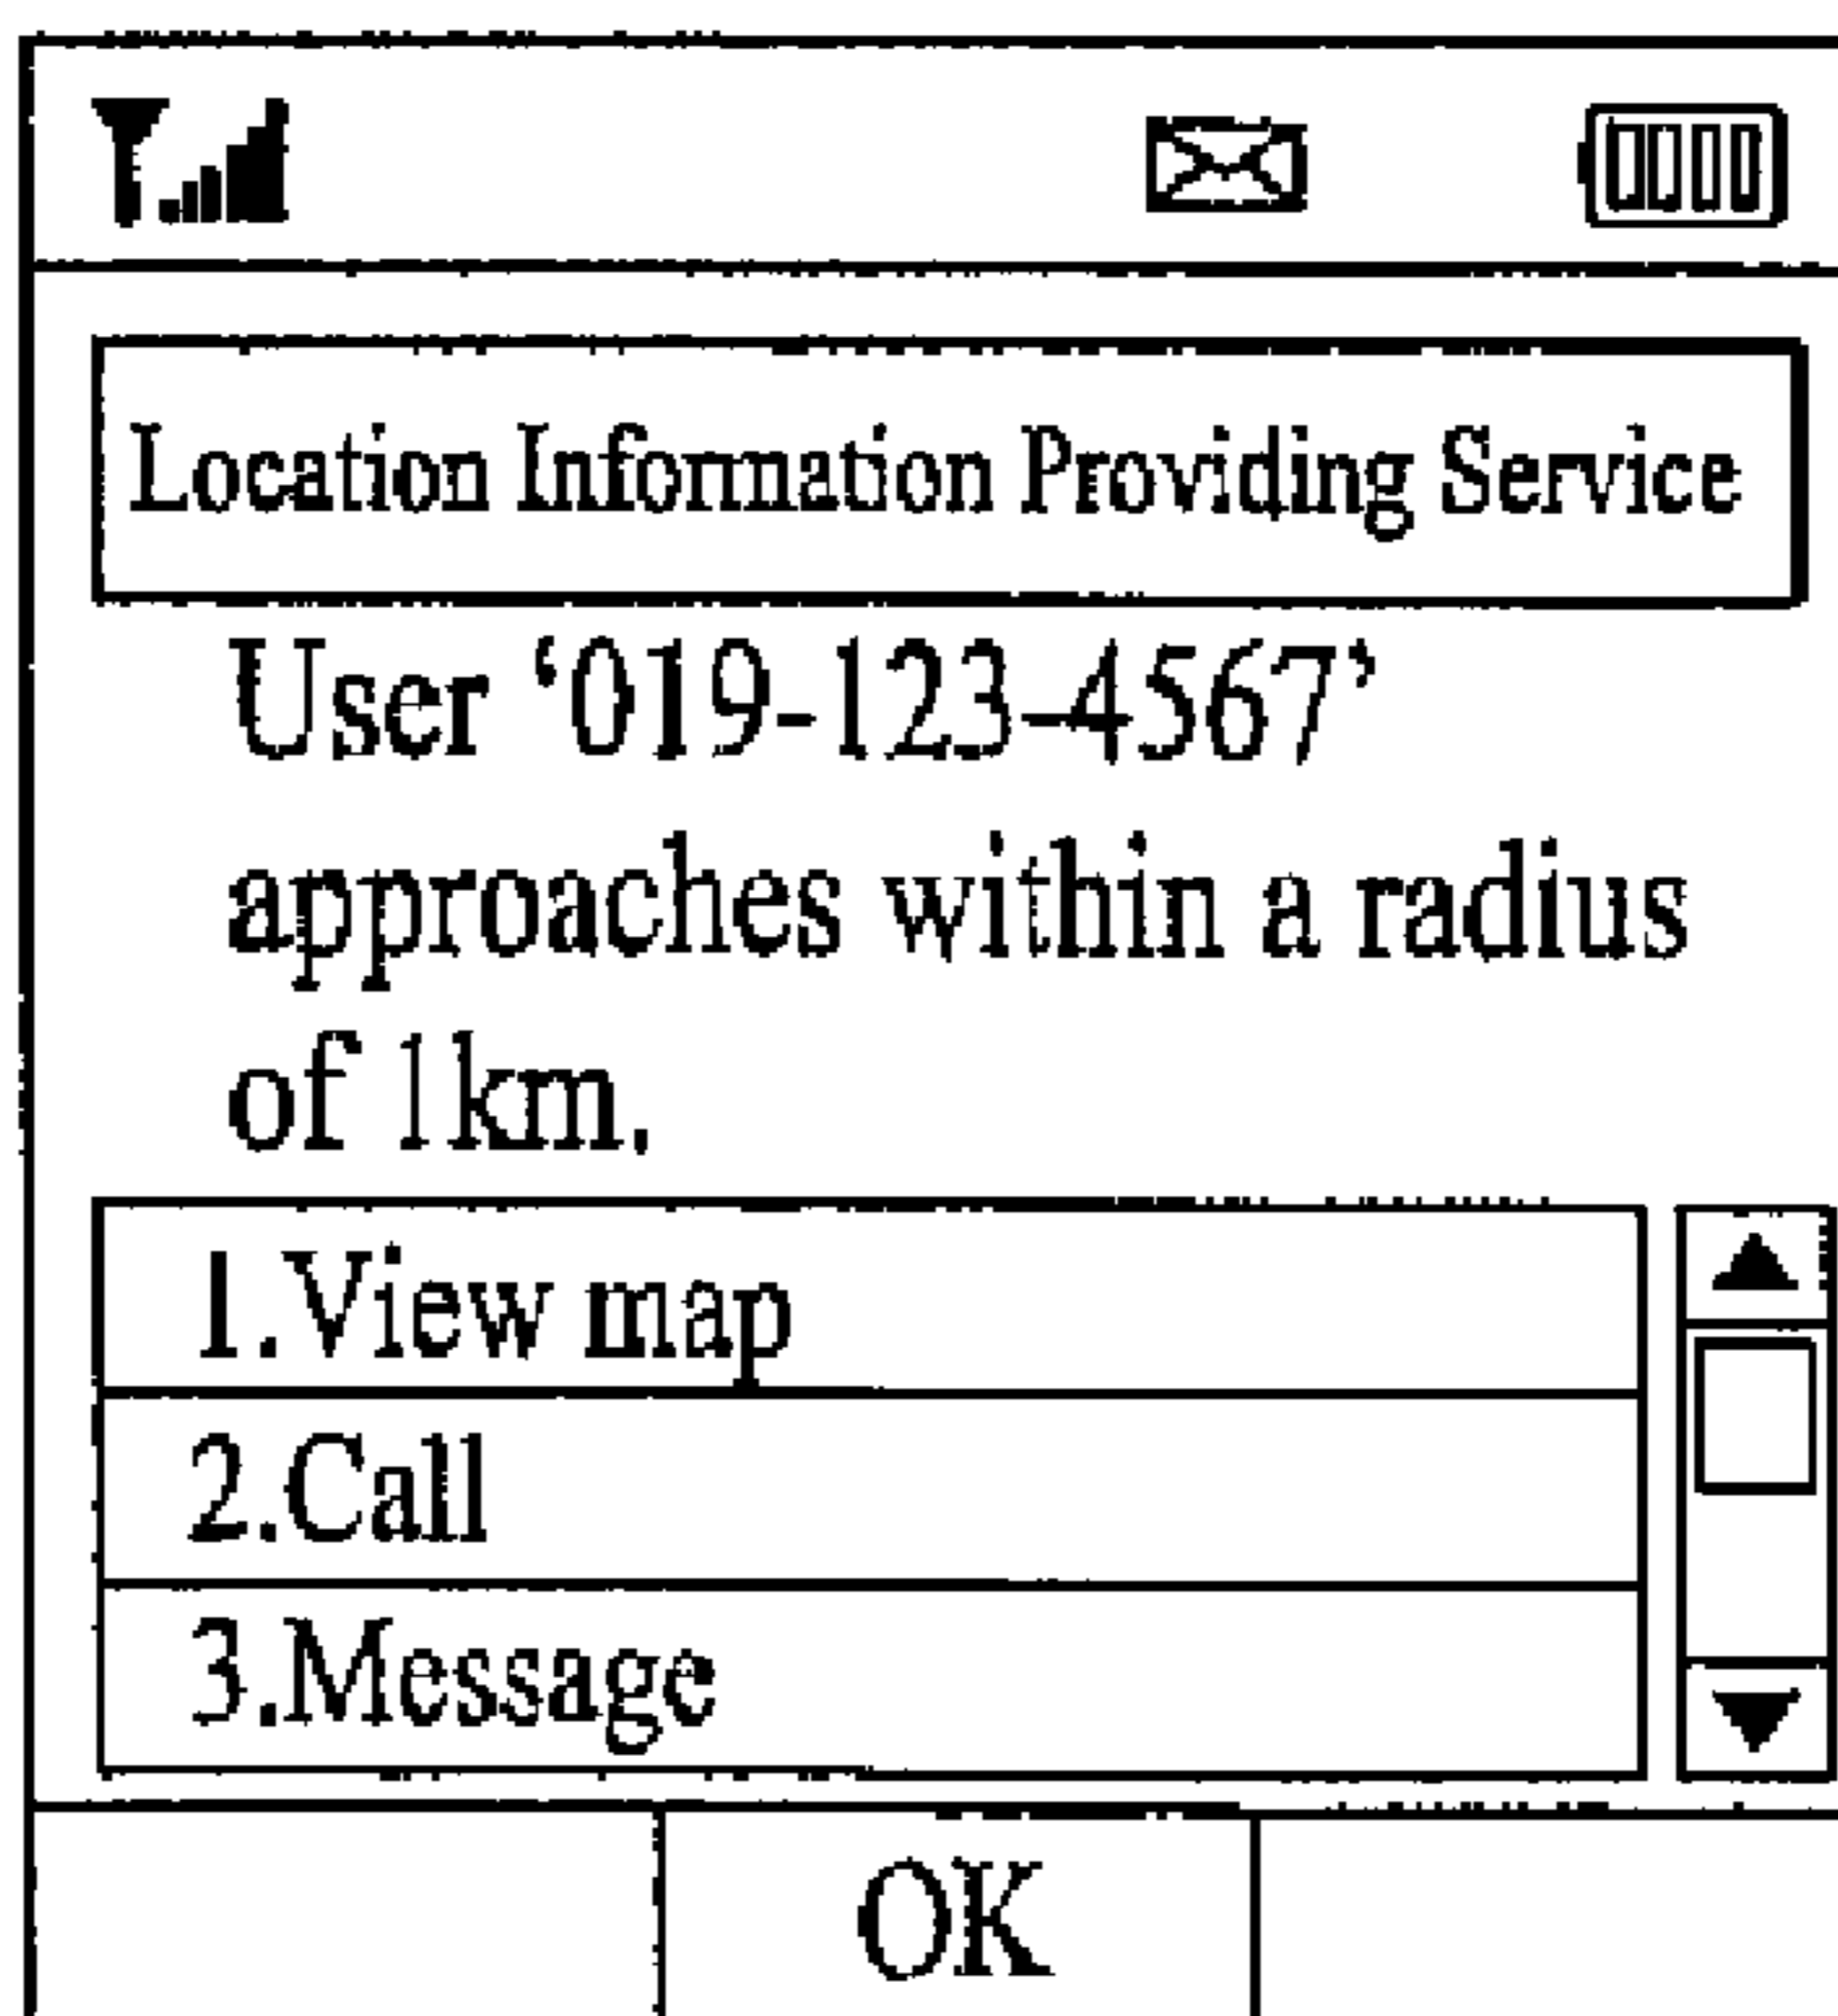 Location Information Providing Service
User ‘019-123-4567’
approaches within a radius
of 1km.
1.View map
2.Call
3.Message
OK